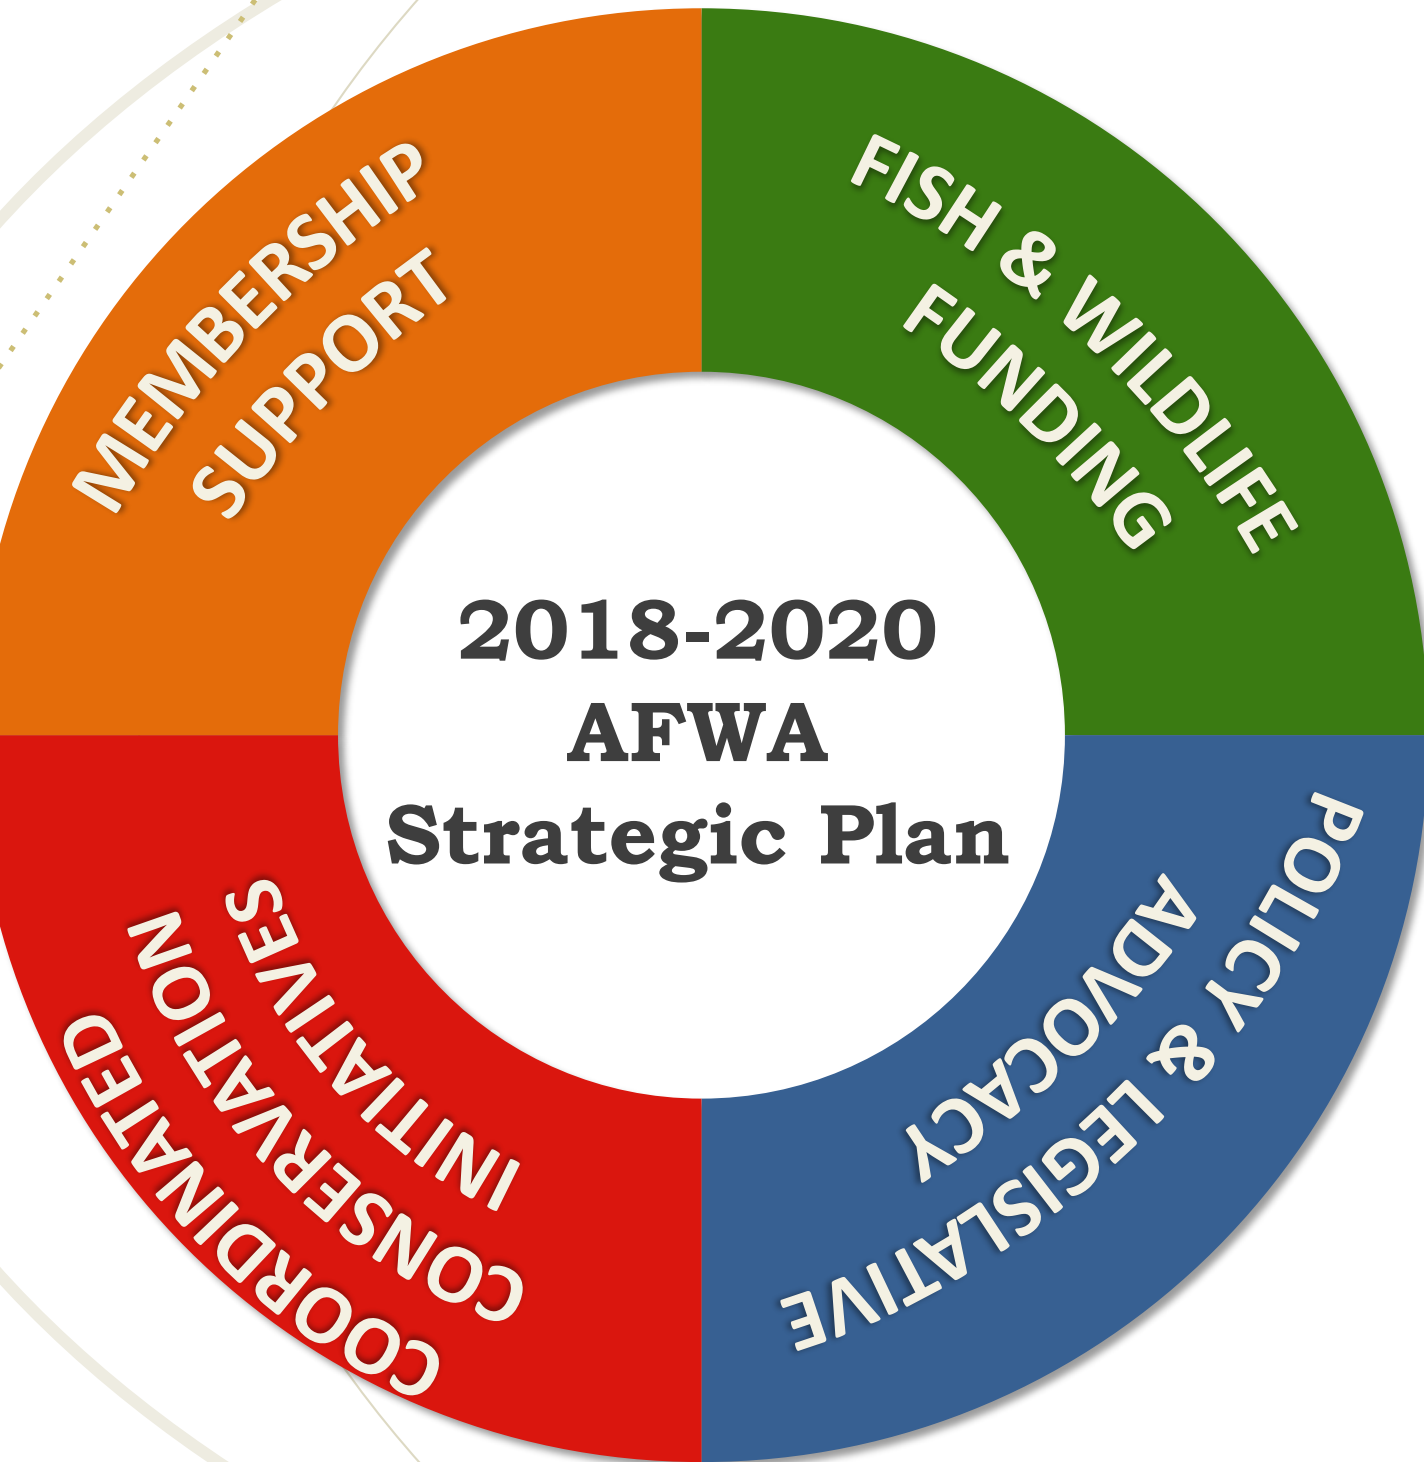 MEMBERSHIP
SUPPORT
FISH & WILDLIFE
FUNDING
2018-2020
AFWA
Strategic Plan
POLICY & LEGISLATIVE
ADVOCACY
COORDINATED
CONSERVATION
INITIATIVES